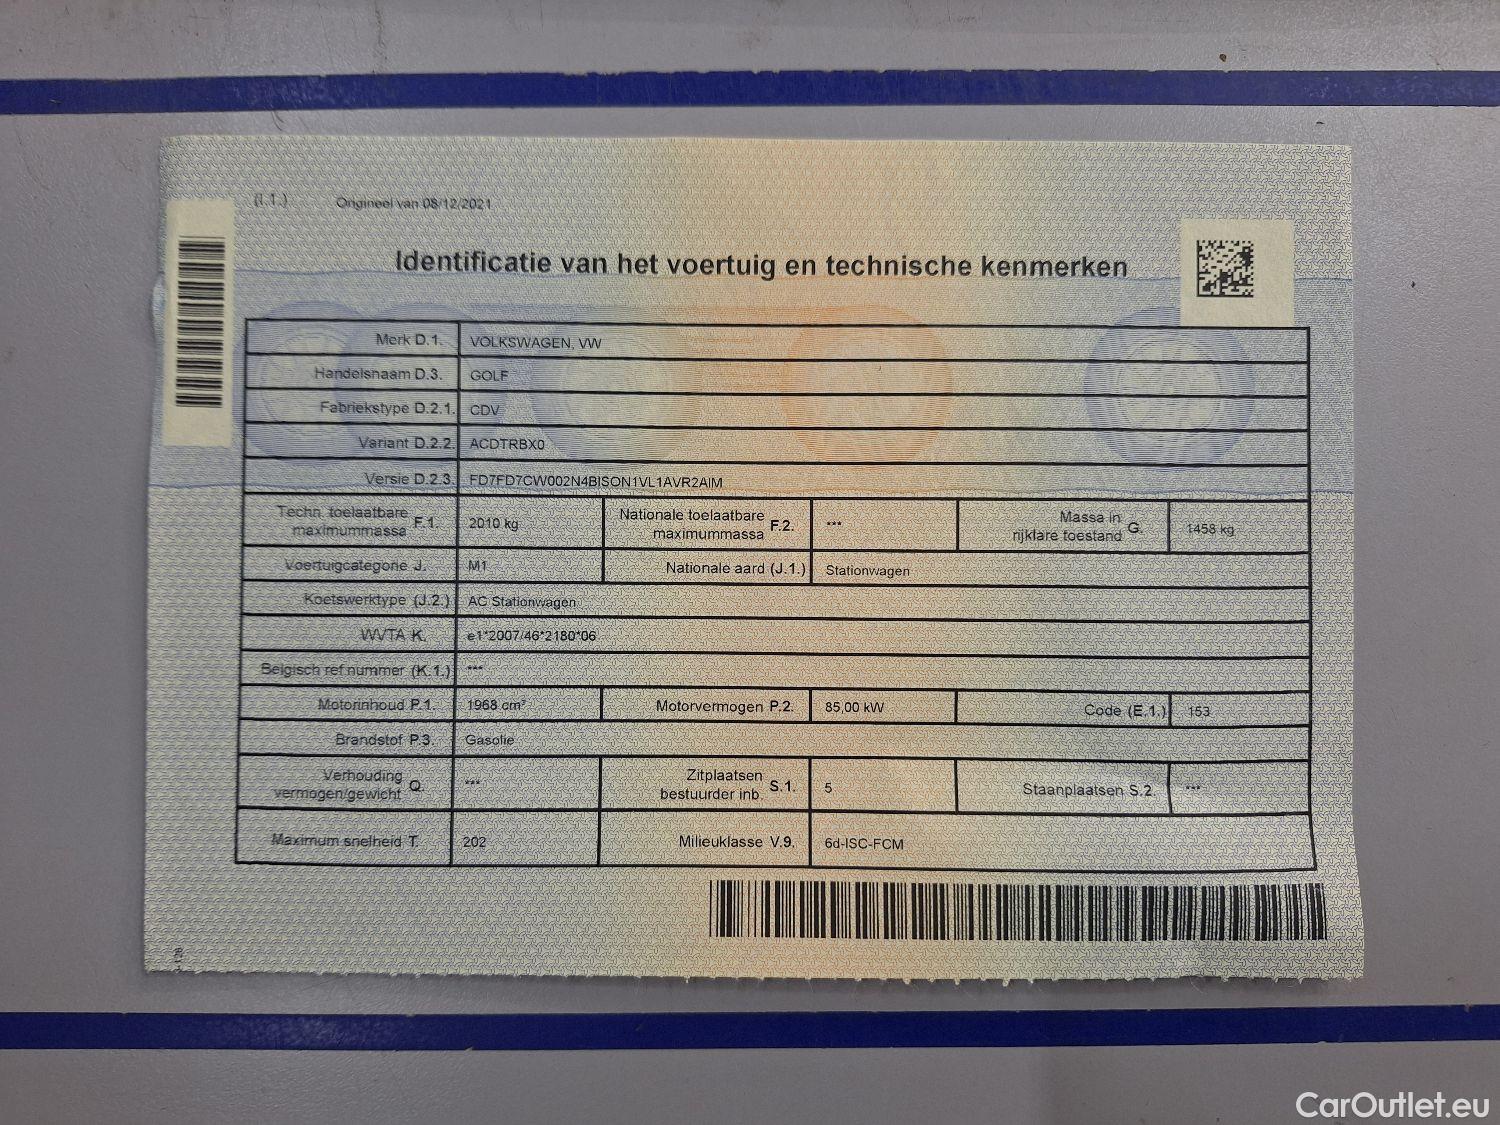 (I.1.) Origineel van 08/12/2021
Identificatie van het voertuig en technische kenmerken
Merk D.1. VOLKSWAGEN, VW
Handelsnaam D.3. GOLF
Fabriekstype D.2.1. CDV
Variant D.2.2. ACDTRBX0
Versie D.2.3. FD7FD7CW002N4BISON1VL1AVR2AIM
Techn. toelaatbare maximummassa F.1. 2010 kg Nationale toelaatbare maximummassa F.2. *** Massa in rijklare toestand G. 1458 kg
Voertuigcategorie J. M1 Nationale aard (J.1.) Stationwagen
Koetswerktype (J.2.) AC Stationwagen
WVTA K. e1*2007/46*2180*06
Belgisch ref nummer (K.1.) ***
Motorinhoud P.1. 1968 cm³ Motorvermogen P.2. 85,00 kW Code (E.1.) 153
Brandstof P.3. Gasolie
Verhouding vermogen/gewicht Q. *** Zitplaatsen bestuurder inb. S.1. 5 Staanplaatsen S.2. ***
Maximum snelheid T. 202 Milieuklasse V.9. 6d-ISC-FCM
CarOutlet.eu